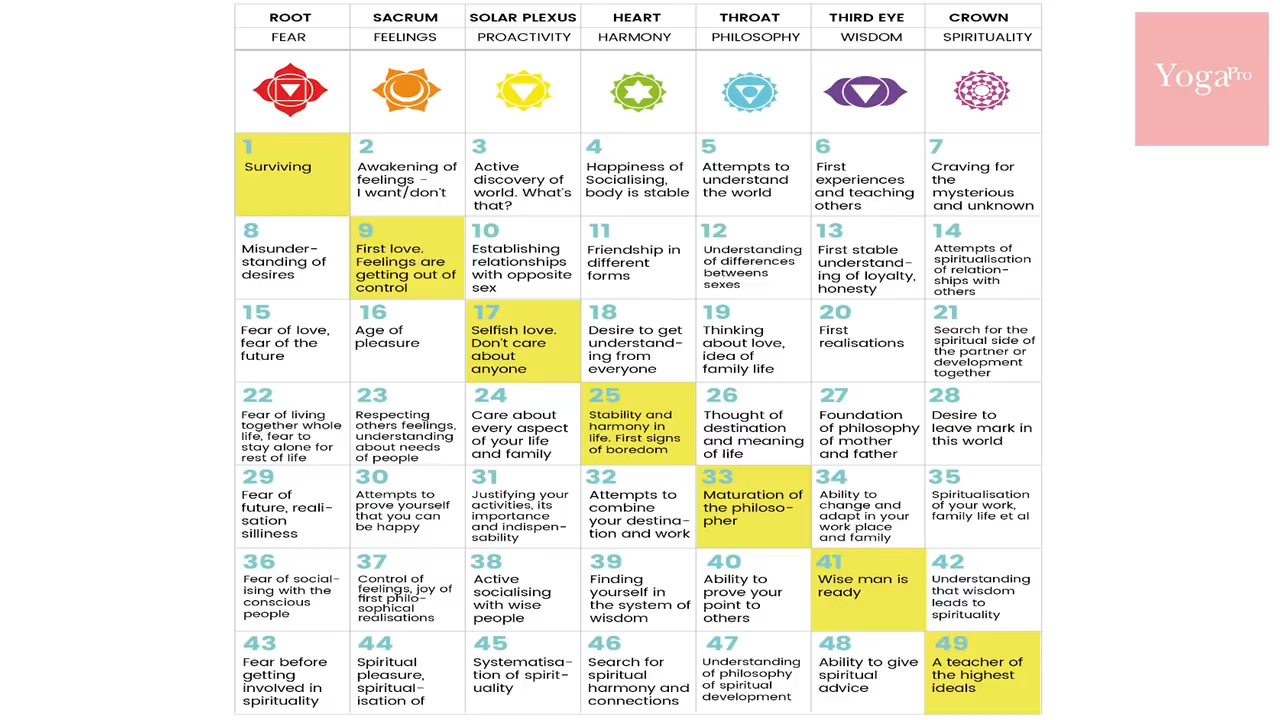 ROOT SACRUM SOLAR PLEXUS HEART THROAT THIRD EYE CROWN
FEAR FEELINGS PROACTIVITY HARMONY PHILOSOPHY WISDOM SPIRITUALITY
YogaPro
1
Surviving
2
Awakening of
feelings -
I want/don't
3
Active
discovery of
world. What's
that?
4
Happiness of
Socialising,
body is stable
5
Attempts to
understand
the world
6
First
experiences
and teaching
others
7
Craving for
the
mysterious
and unknown
8
Misunder-
standing of
desires
9
First love.
Feelings are
getting out of
control
10
Establishing
relationships
with opposite
sex
11
Friendship in
different
forms
12
Understanding
of differences
betweens
sexes
13
First stable
understand-
ing of loyalty,
honesty
14
Attempts of
spiritualisation
of relation-
ships with
others
15
Fear of love,
fear of the
future
16
Age of
pleasure
17
Selfish love.
Don't care
about
anyone
18
Desire to get
understand-
ing from
everyone
19
Thinking
about love,
idea of
family life
20
First
realisations
21
Search for the
spiritual side of
the partner or
development
together
22
Fear of living
together whole
life, fear to
stay alone for
rest of life
23
Respecting
others feelings,
understanding
about needs
of people
24
Care about
every aspect
of your life
and family
25
Stability and
harmony in
life. First signs
of boredom
26
Thought of
destination
and meaning
of life
27
Foundation
of philosophy
of mother
and father
28
Desire to
leave mark in
this world
29
Fear of
future, reali-
sation
silliness
30
Attempts to
prove yourself
that you can
be happy
31
Justifying your
activities, its
importance
and indispen-
sability
32
Attempts to
combine
your destina-
tion and work
33
Maturation of
the philoso-
pher
34
Ability to
change and
adapt in your
work place
and family
35
Spiritualisation
of your work,
family life et al
36
Fear of social-
ising with the
conscious
people
37
Control of
feelings, joy of
first philo-
sophical
realisations
38
Active
socialising
with wise
people
39
Finding
yourself in
the system of
wisdom
40
Ability to
prove your
point to
others
41
Wise man is
ready
42
Understanding
that wisdom
leads to
spirituality
43
Fear before
getting
involved in
spirituality
44
Spiritual
pleasure,
spiritual-
isation of
45
Systematisa-
tion of spirit-
uality
46
Search for
spiritual
harmony and
connections
47
Understanding
of philosophy
of spiritual
development
48
Ability to give
spiritual
advice
49
A teacher of
the highest
ideals